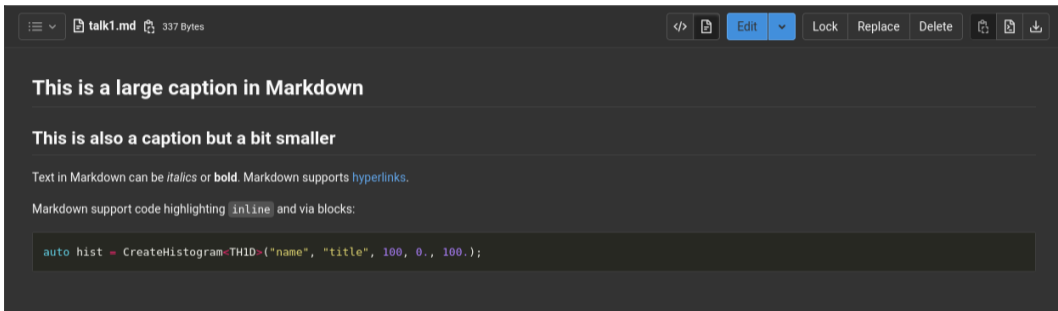 talk1.md 337 Bytes </> Edit Lock Replace Delete
This is a large caption in Markdown
This is also a caption but a bit smaller
Text in Markdown can be italics or bold. Markdown supports hyperlinks.
Markdown support code highlighting inline and via blocks:
auto hist = CreateHistogram<TH1D>("name", "title", 100, 0., 100.);